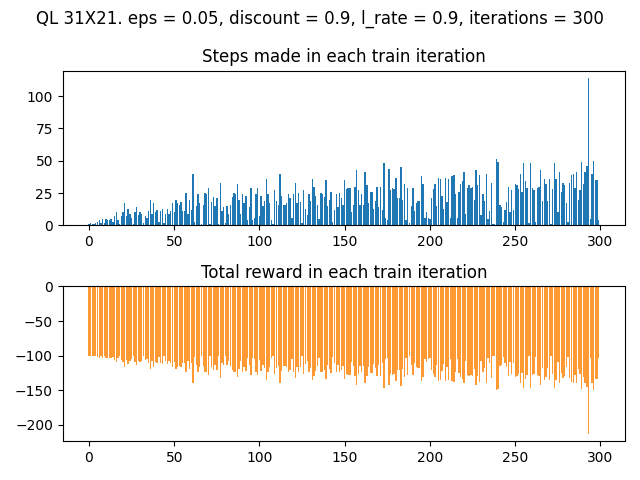 QL 31X21. eps = 0.05, discount = 0.9, l_rate = 0.9, iterations = 300
Steps made in each train iteration
100
75
50
25
0
0 50 100 150 200 250 300
Total reward in each train iteration
0
−50
−100
−150
−200
0 50 100 150 200 250 300